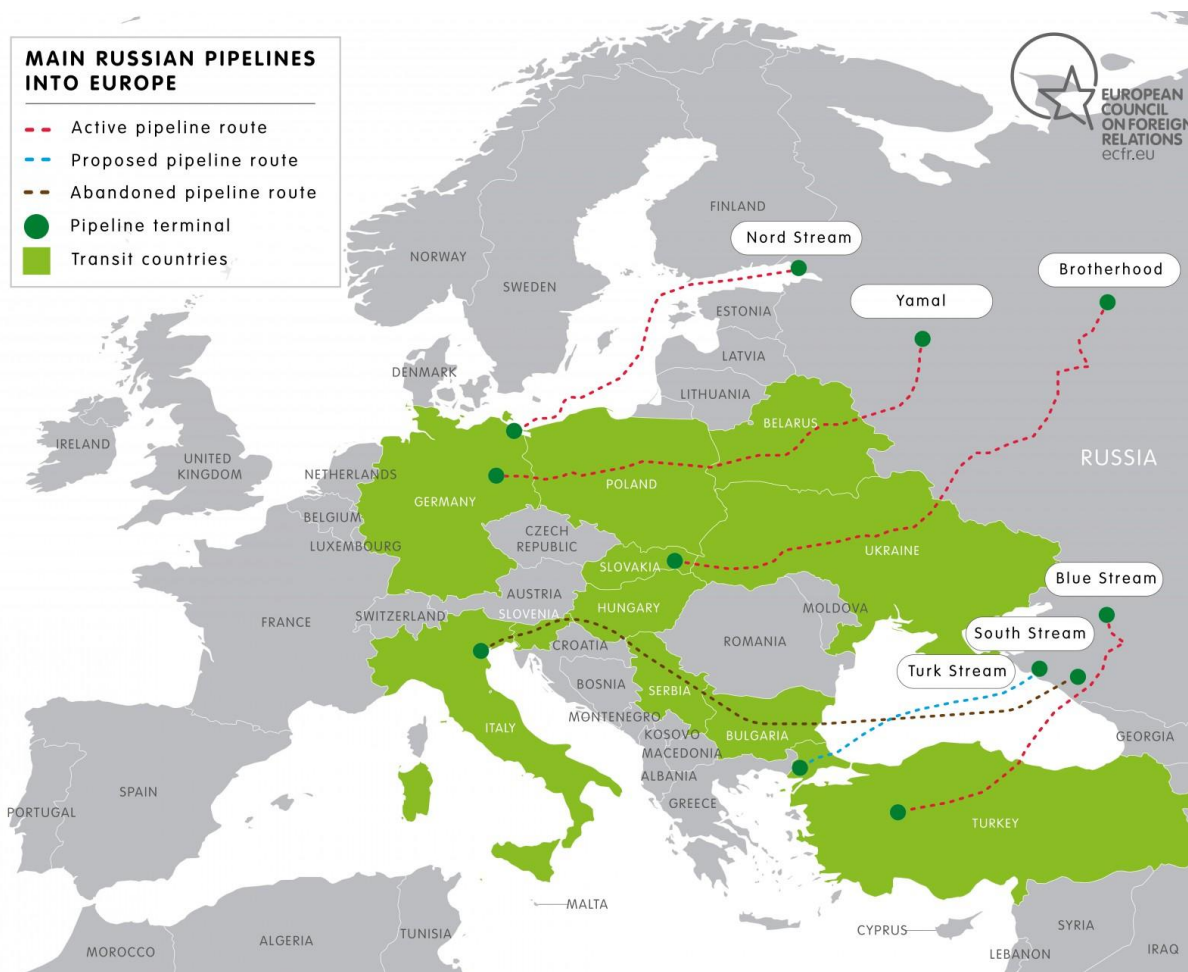 MAIN RUSSIAN PIPELINES
INTO EUROPE
Active pipeline route
Proposed pipeline route
Abandoned pipeline route
Pipeline terminal
Transit countries
EUROPEAN
COUNCIL
ON FOREIGN
RELATIONS
ecfr.eu
FINLAND
Nord Stream
NORWAY
Brotherhood
SWEDEN
Yamal
ESTONIA
LATVIA
DENMARK
LITHUANIA
BELARUS
IRELAND
UNITED
KINGDOM
RUSSIA
NETHERLANDS
POLAND
GERMANY
BELGIUM
CZECH
REPUBLIC
LUXEMBOURG
UKRAINE
SLOVAKIA
Blue Stream
AUSTRIA
HUNGARY
MOLDOVA
SWITZERLAND
SLOVENIA
FRANCE
South Stream
ROMANIA
CROATIA
Turk Stream
BOSNIA
SERBIA
MONTENEGRO
ITALY
KOSOVO
BULGARIA
GEORGIA
MACEDONIA
ALBANIA
SPAIN
GREECE
PORTUGAL
TURKEY
MALTA
CYPRUS
SYRIA
TUNISIA
ALGERIA
MOROCCO
LEBANON
IRAQ